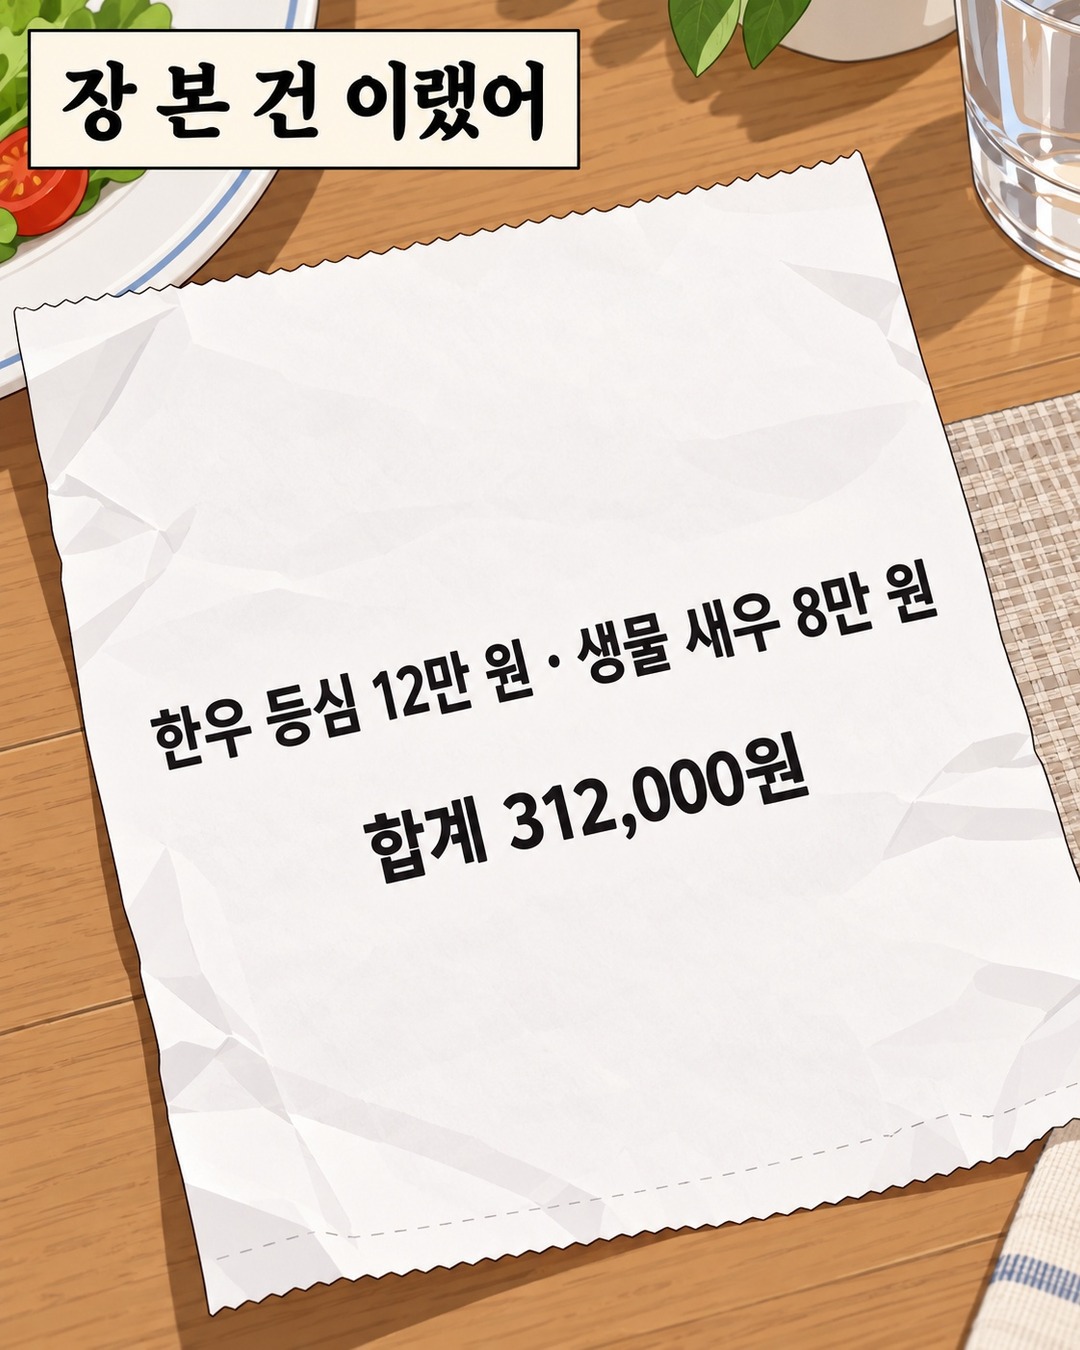 장 본 건 이랬어
한우 등심 12만 원 · 생물 새우 8만 원
합계 312,000원